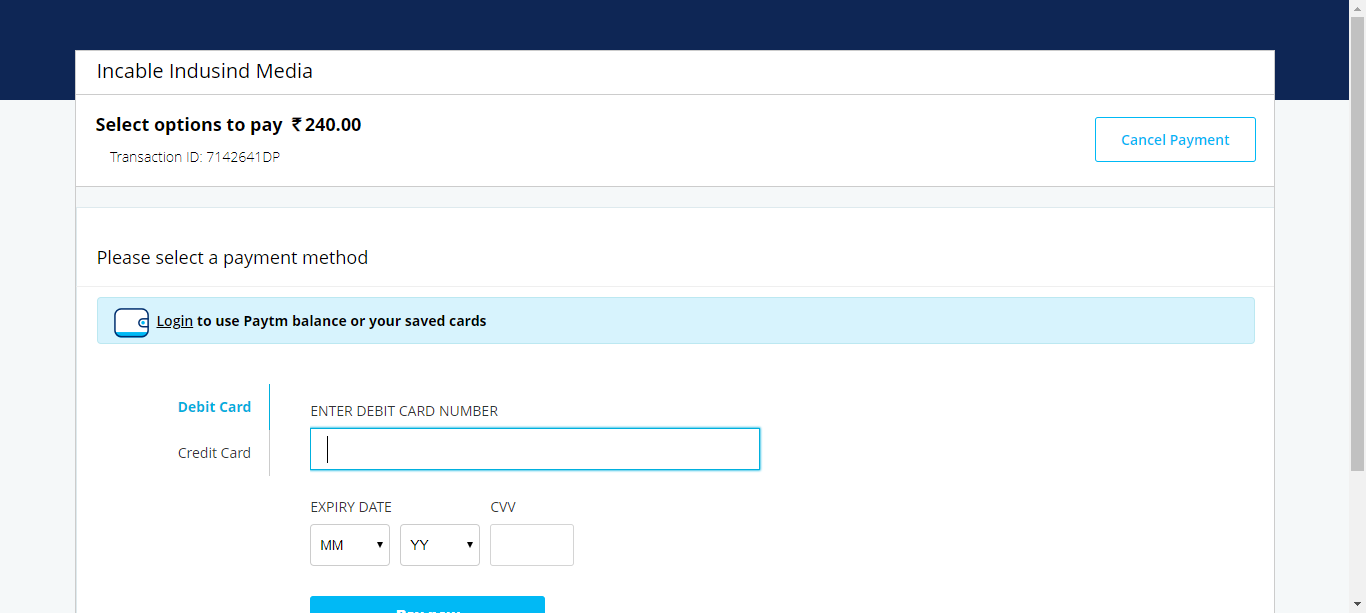 Incable Indusind Media
Select options to pay ₹ 240.00
Cancel Payment
Transaction ID: 7142641DP
Please select a payment method
Login to use Paytm balance or your saved cards
Debit Card
Credit Card
ENTER DEBIT CARD NUMBER
EXPIRY DATE
CVV
MM
YY
Pay now